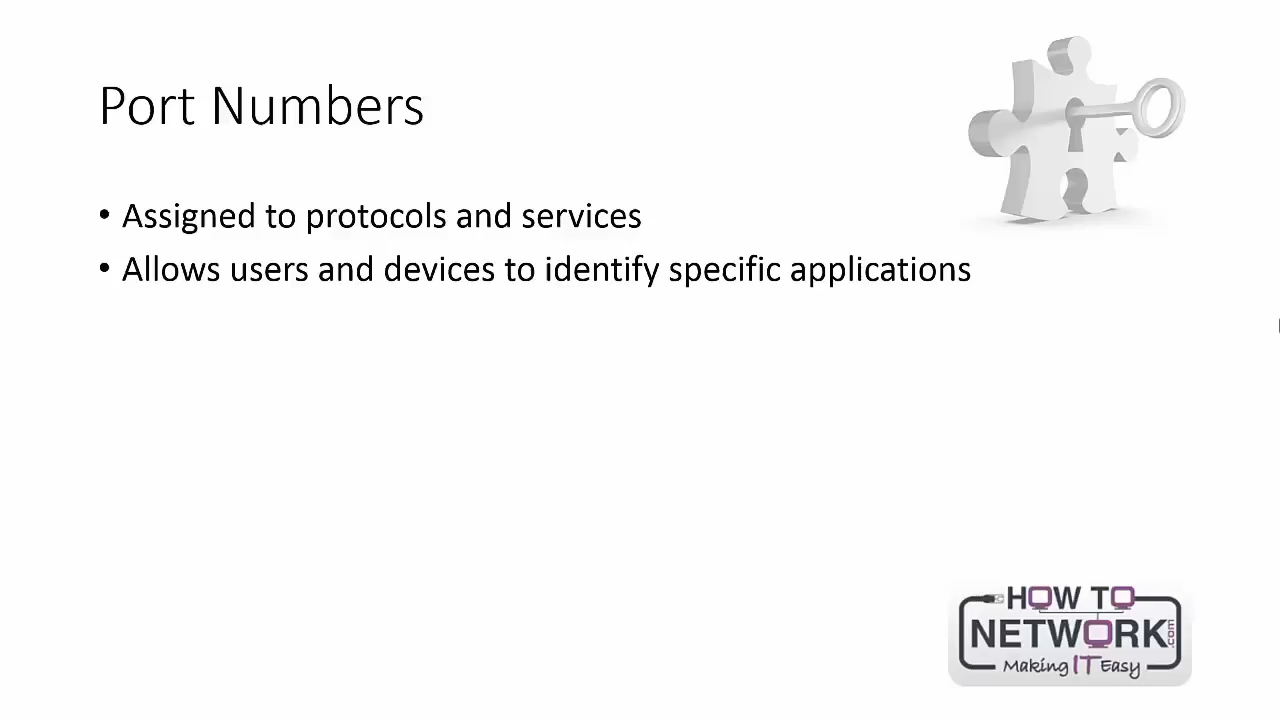 Port Numbers
• Assigned to protocols and services
• Allows users and devices to identify specific applications
HOW TO
NETWORK.com
Making IT Easy